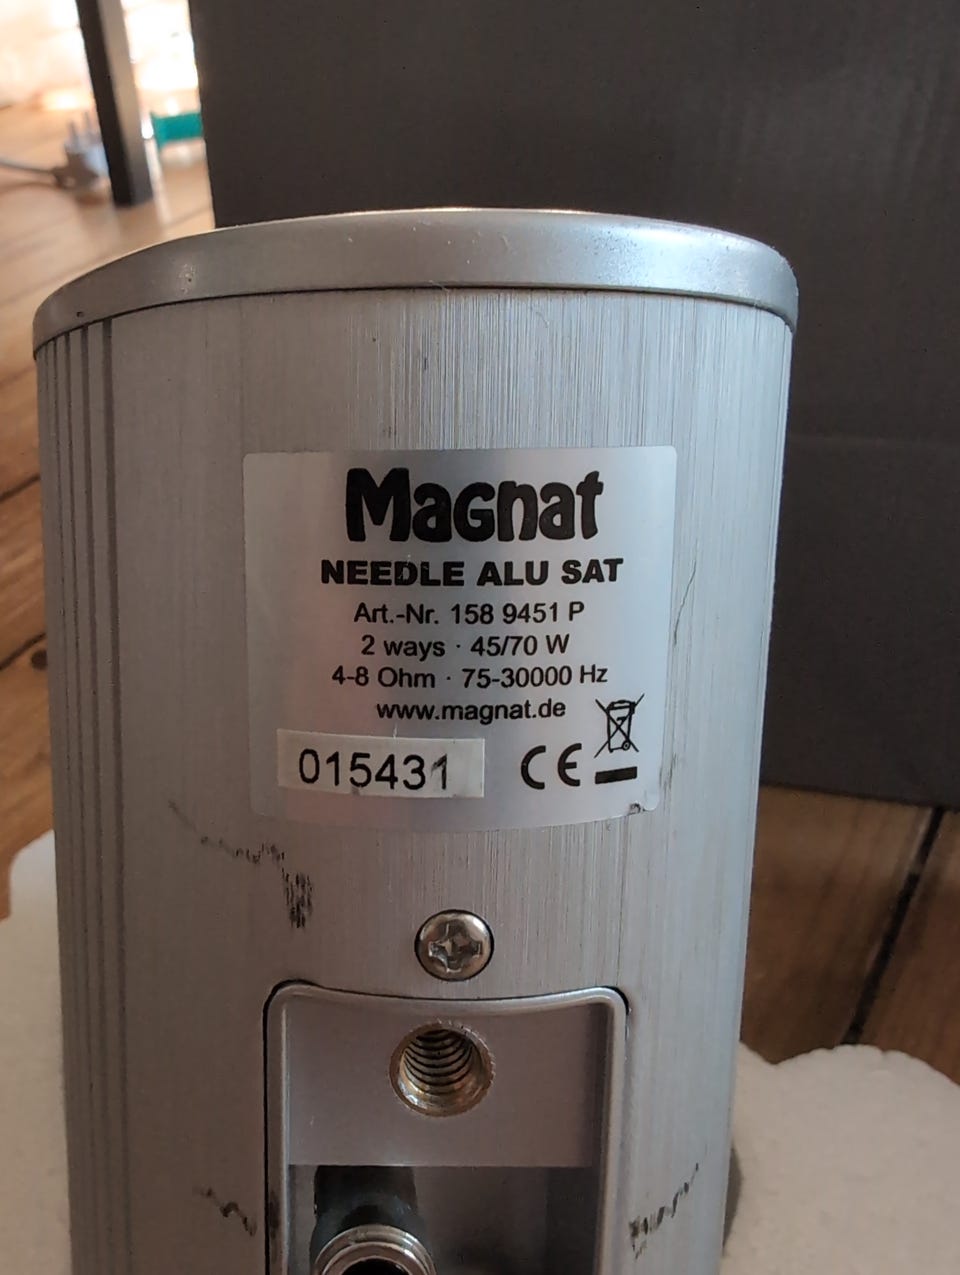 Magnat
NEEDLE ALU SAT
Art.-Nr. 158 9451 P
2 ways · 45/70 W
4-8 Ohm · 75-30000 Hz
www.magnat.de
015431 CE